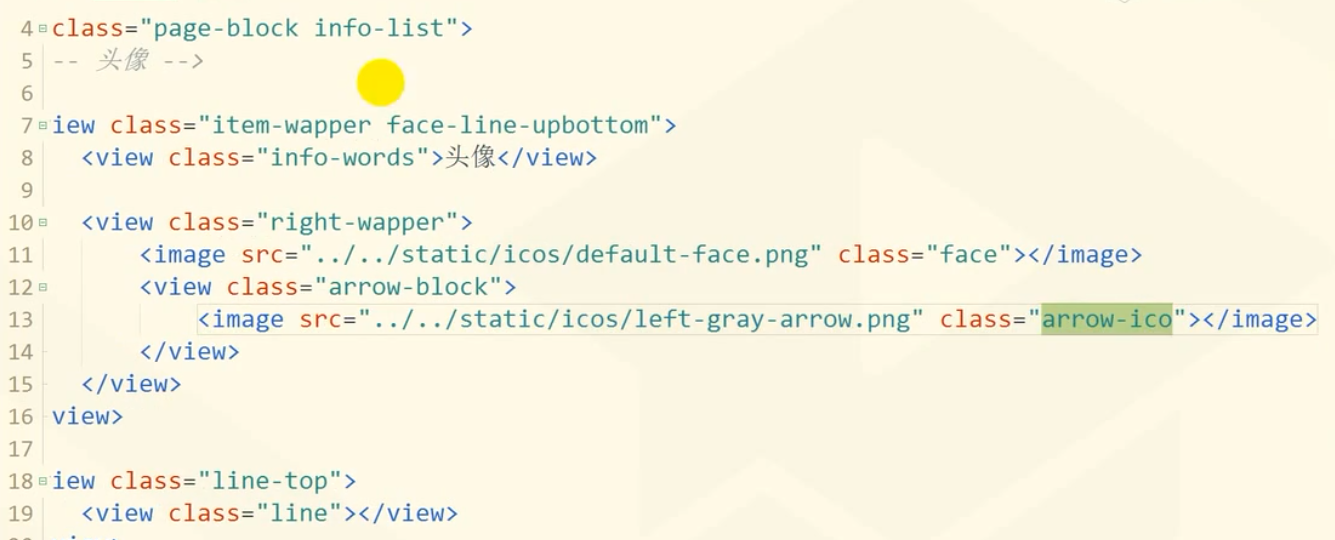 4 class="page-block info-list">
5 -- 头像 -->
6
7 iew class="item-wapper face-line-upbottom">
8 <view class="info-words">头像</view>
9
10 <view class="right-wapper">
11 <image src="../../static/icos/default-face.png" class="face"></image>
12 <view class="arrow-block">
13 <image src="../../static/icos/left-gray-arrow.png" class="arrow-ico"></image>
14 </view>
15 </view>
16 view>
17
18 iew class="line-top">
19 <view class="line"></view>